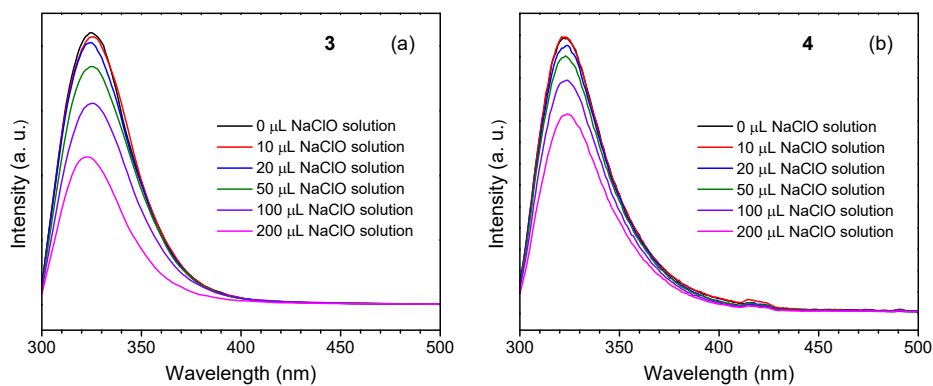 3 (a)
0 μL NaClO solution
10 μL NaClO solution
20 μL NaClO solution
50 μL NaClO solution
100 μL NaClO solution
200 μL NaClO solution
Intensity (a. u.)
300 350 400 450 500
Wavelength (nm)
4 (b)
0 μL NaClO solution
10 μL NaClO solution
20 μL NaClO solution
50 μL NaClO solution
100 μL NaClO solution
200 μL NaClO solution
Intensity (a. u.)
300 350 400 450 500
Wavelength (nm)